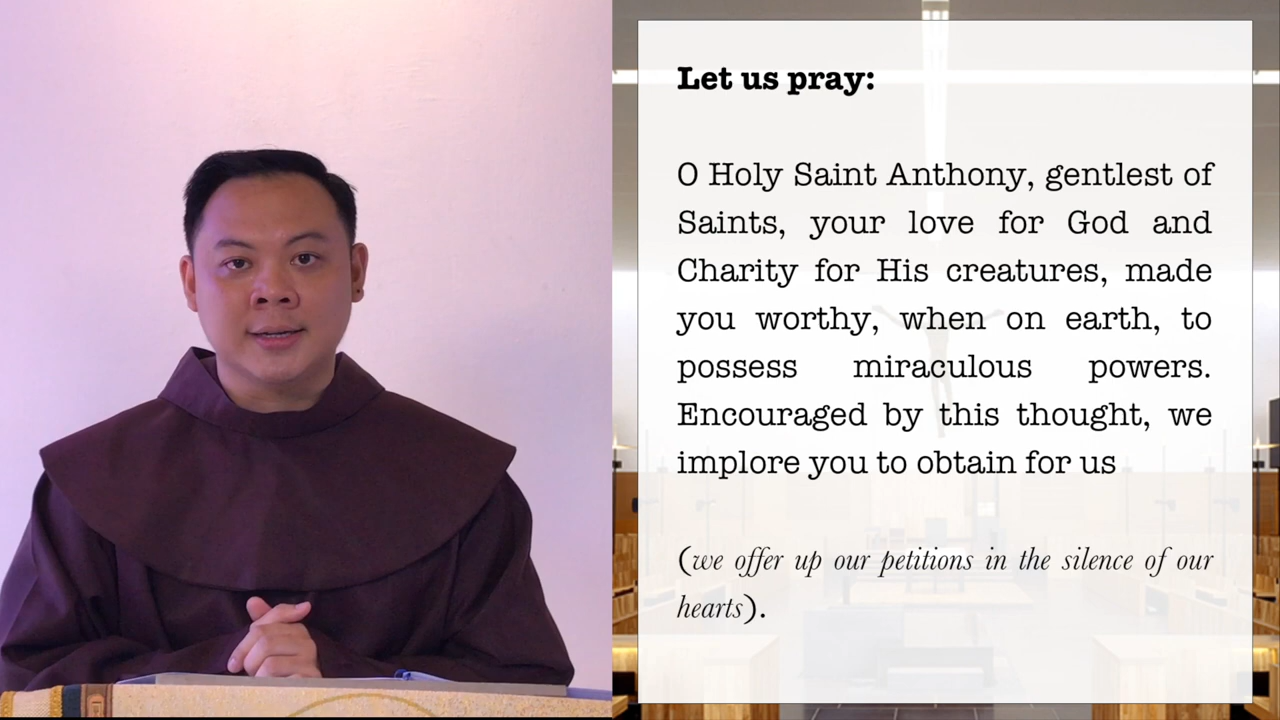 Let us pray:
O Holy Saint Anthony, gentlest of
Saints, your love for God and
Charity for His creatures, made
you worthy, when on earth, to
possess miraculous powers.
Encouraged by this thought, we
implore you to obtain for us
(we offer up our petitions in the silence of our
hearts).